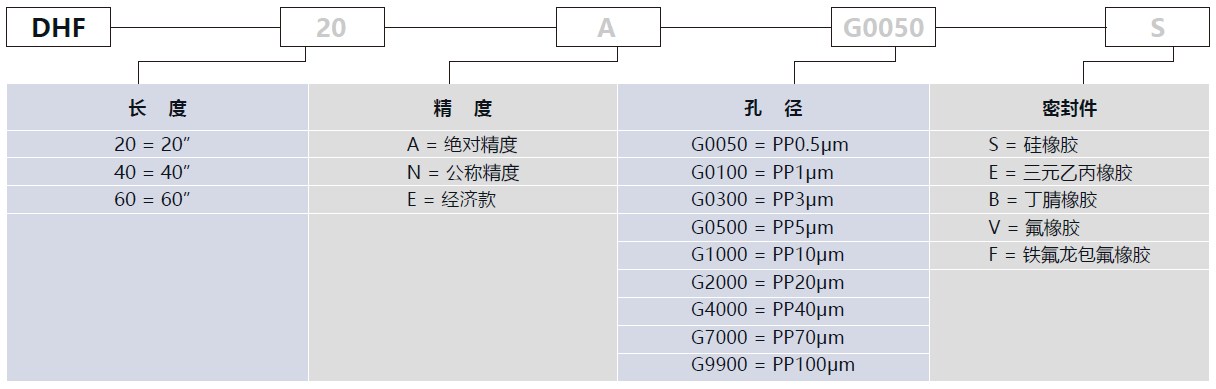 DHF 20 A G0050 S
长 度 精 度 孔 径 密封件
20 = 20″ A = 绝对精度 G0050 = PP0.5μm S = 硅橡胶
40 = 40″ N = 公称精度 G0100 = PP1μm E = 三元乙丙橡胶
60 = 60″ E = 经济款 G0300 = PP3μm B = 丁腈橡胶
G0500 = PP5μm V = 氟橡胶
G1000 = PP10μm F = 铁氟龙包氟橡胶
G2000 = PP20μm
G4000 = PP40μm
G7000 = PP70μm
G9900 = PP100μm